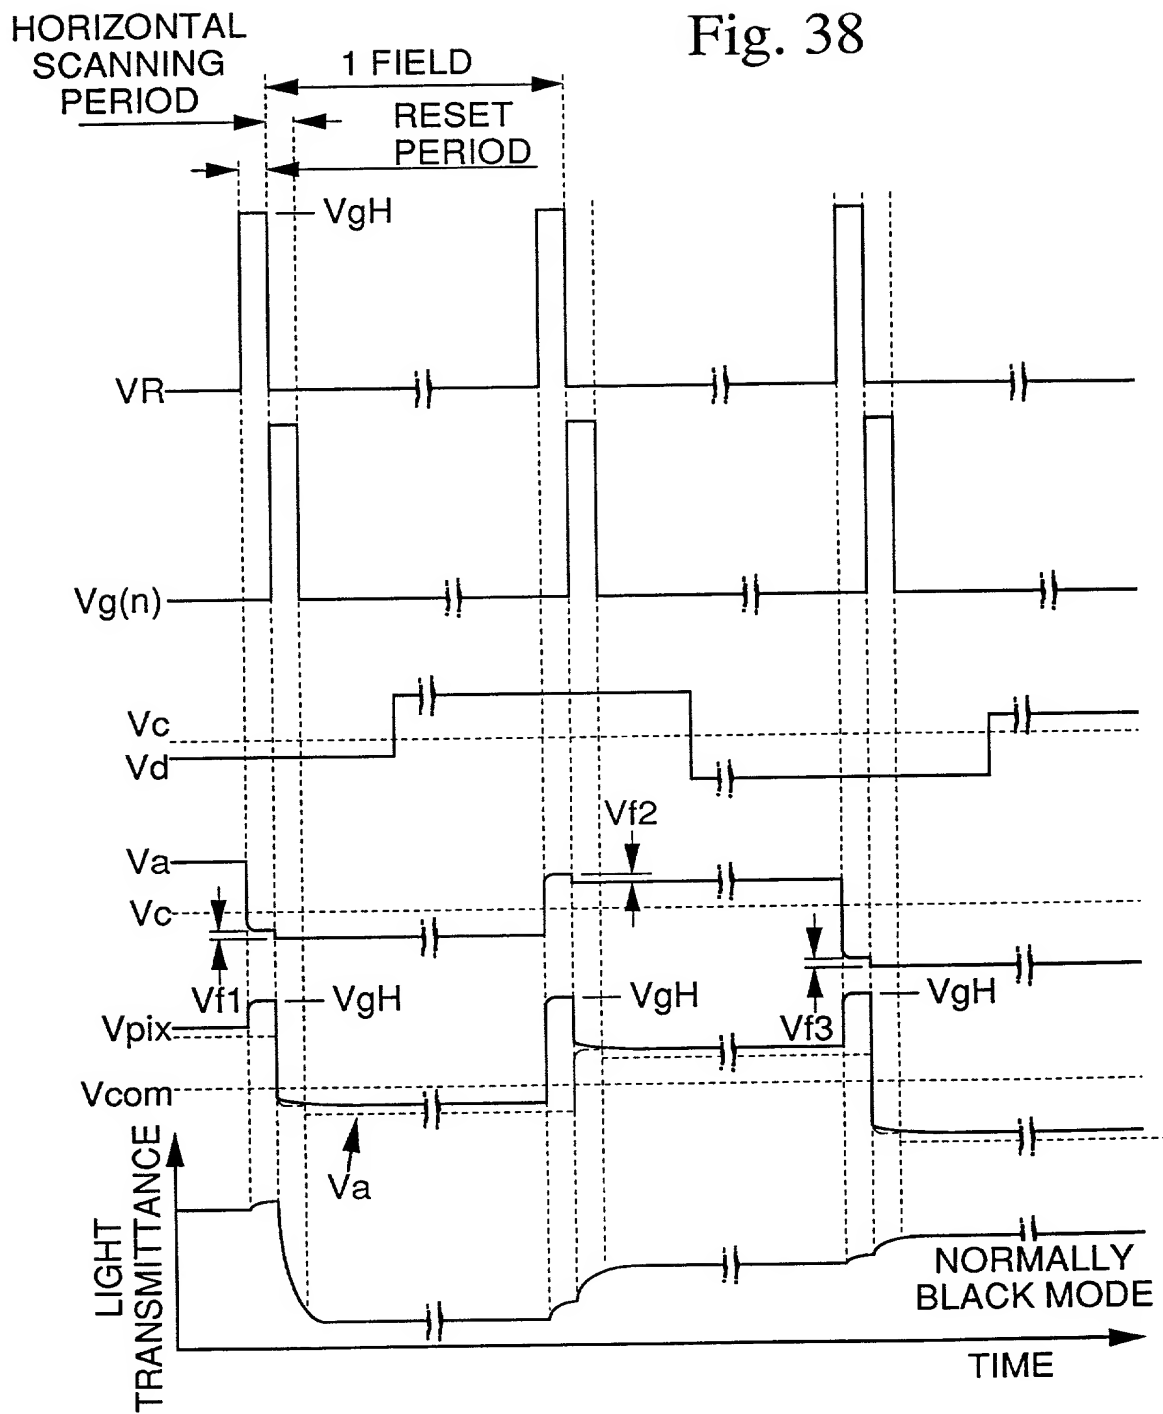 Fig. 38
HORIZONTAL
SCANNING
PERIOD
1 FIELD
RESET
PERIOD
VgH
VR
Vg(n)
Vc
Vd
Vf2
Va
Vc
Vf1
VgH
VgH
VgH
Vpix
Vf3
Vcom
Va
LIGHT
TRANSMITTANCE
NORMALLY
BLACK MODE
TIME